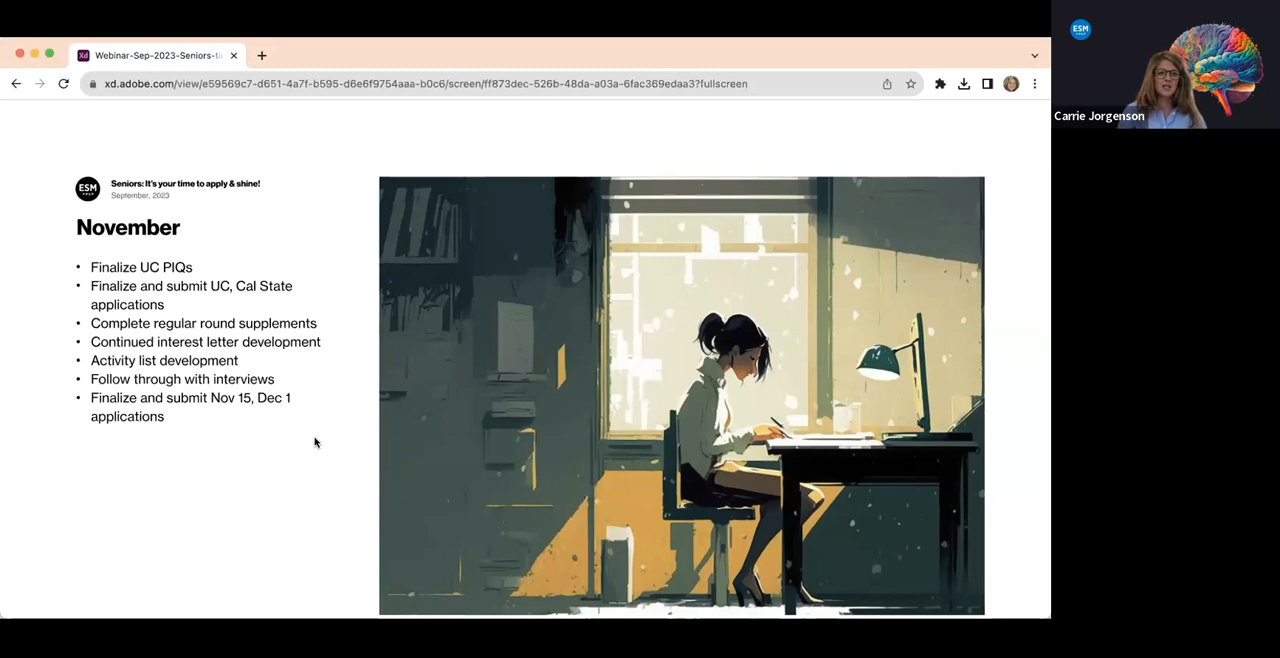 Webinar-Sep-2023-Seniors-ti
xd.adobe.com/view/e59569c7-d651-4a7f-b595-d6e6f9754aaa-b0c6/screen/ff873dec-526b-48da-a03a-6fac369edaa3?fullscreen
ESM
Carrie Jorgenson
ESM
PREP
Seniors: It's your time to apply & shine!
September, 2023
November
• Finalize UC PIQs
• Finalize and submit UC, Cal State
applications
• Complete regular round supplements
• Continued interest letter development
• Activity list development
• Follow through with interviews
• Finalize and submit Nov 15, Dec 1
applications